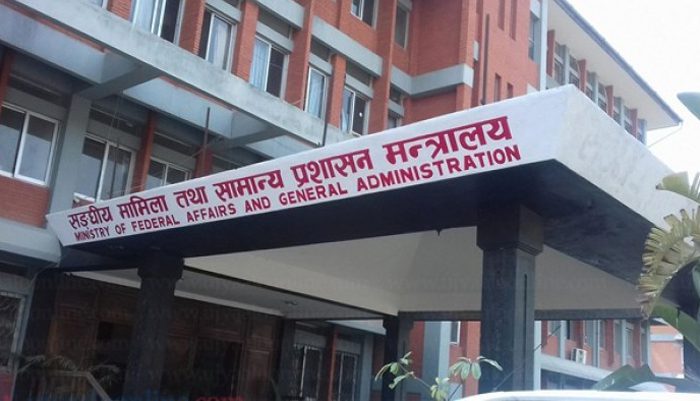 सङ्घीय मामिला तथा सामान्य प्रशासन मन्त्रालय
MINISTRY OF FEDERAL AFFAIRS AND GENERAL ADMINISTRATION